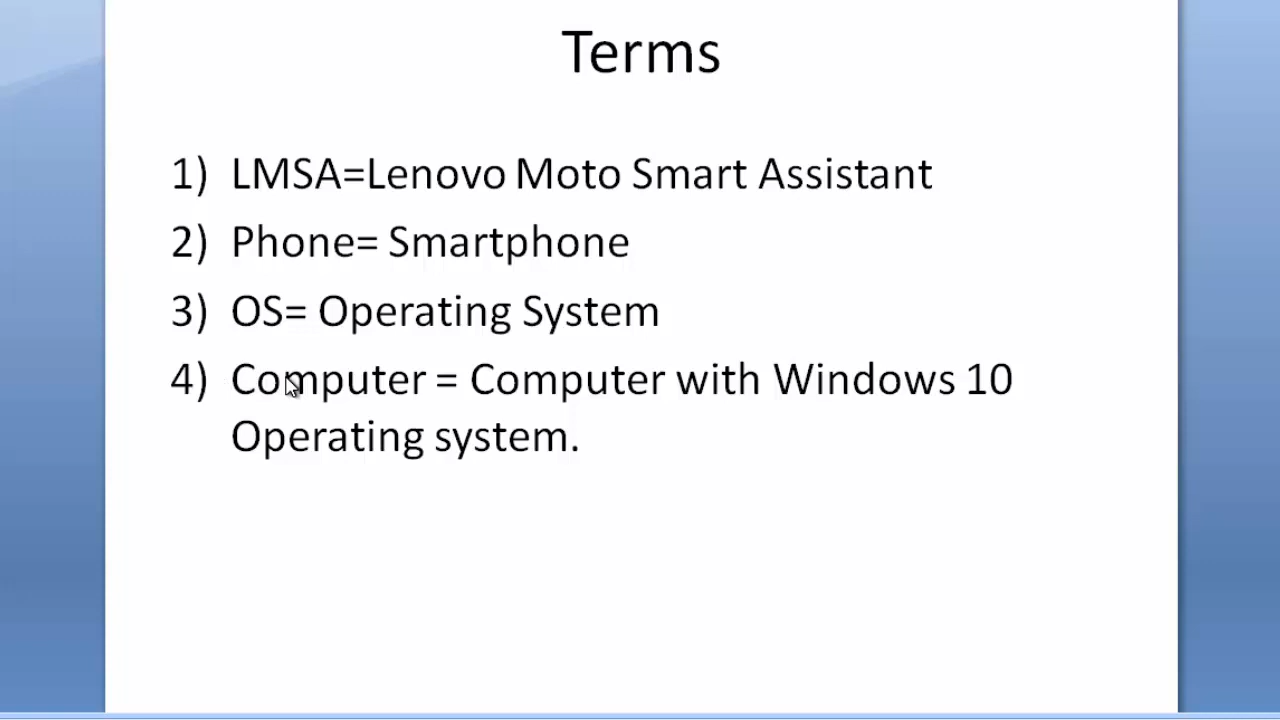 Terms
1) LMSA=Lenovo Moto Smart Assistant
2) Phone= Smartphone
3) OS= Operating System
4) Computer = Computer with Windows 10
Operating system.